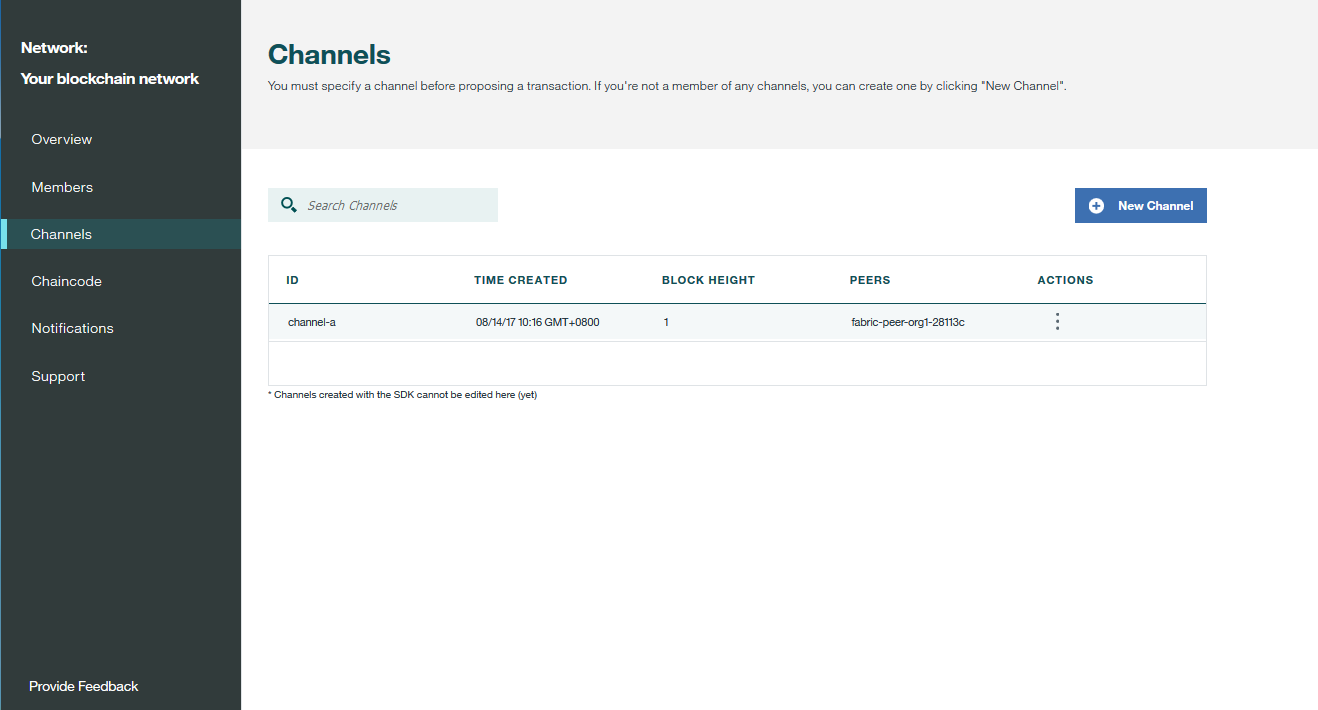 Network:
Your blockchain network
Overview
Members
Channels
Chaincode
Notifications
Support
Provide Feedback
Channels
You must specify a channel before proposing a transaction. If you're not a member of any channels, you can create one by clicking "New Channel".
Search Channels
New Channel
ID TIME CREATED BLOCK HEIGHT PEERS ACTIONS
channel-a 08/14/17 10:16 GMT+0800 1 fabric-peer-org1-28113c
* Channels created with the SDK cannot be edited here (yet)